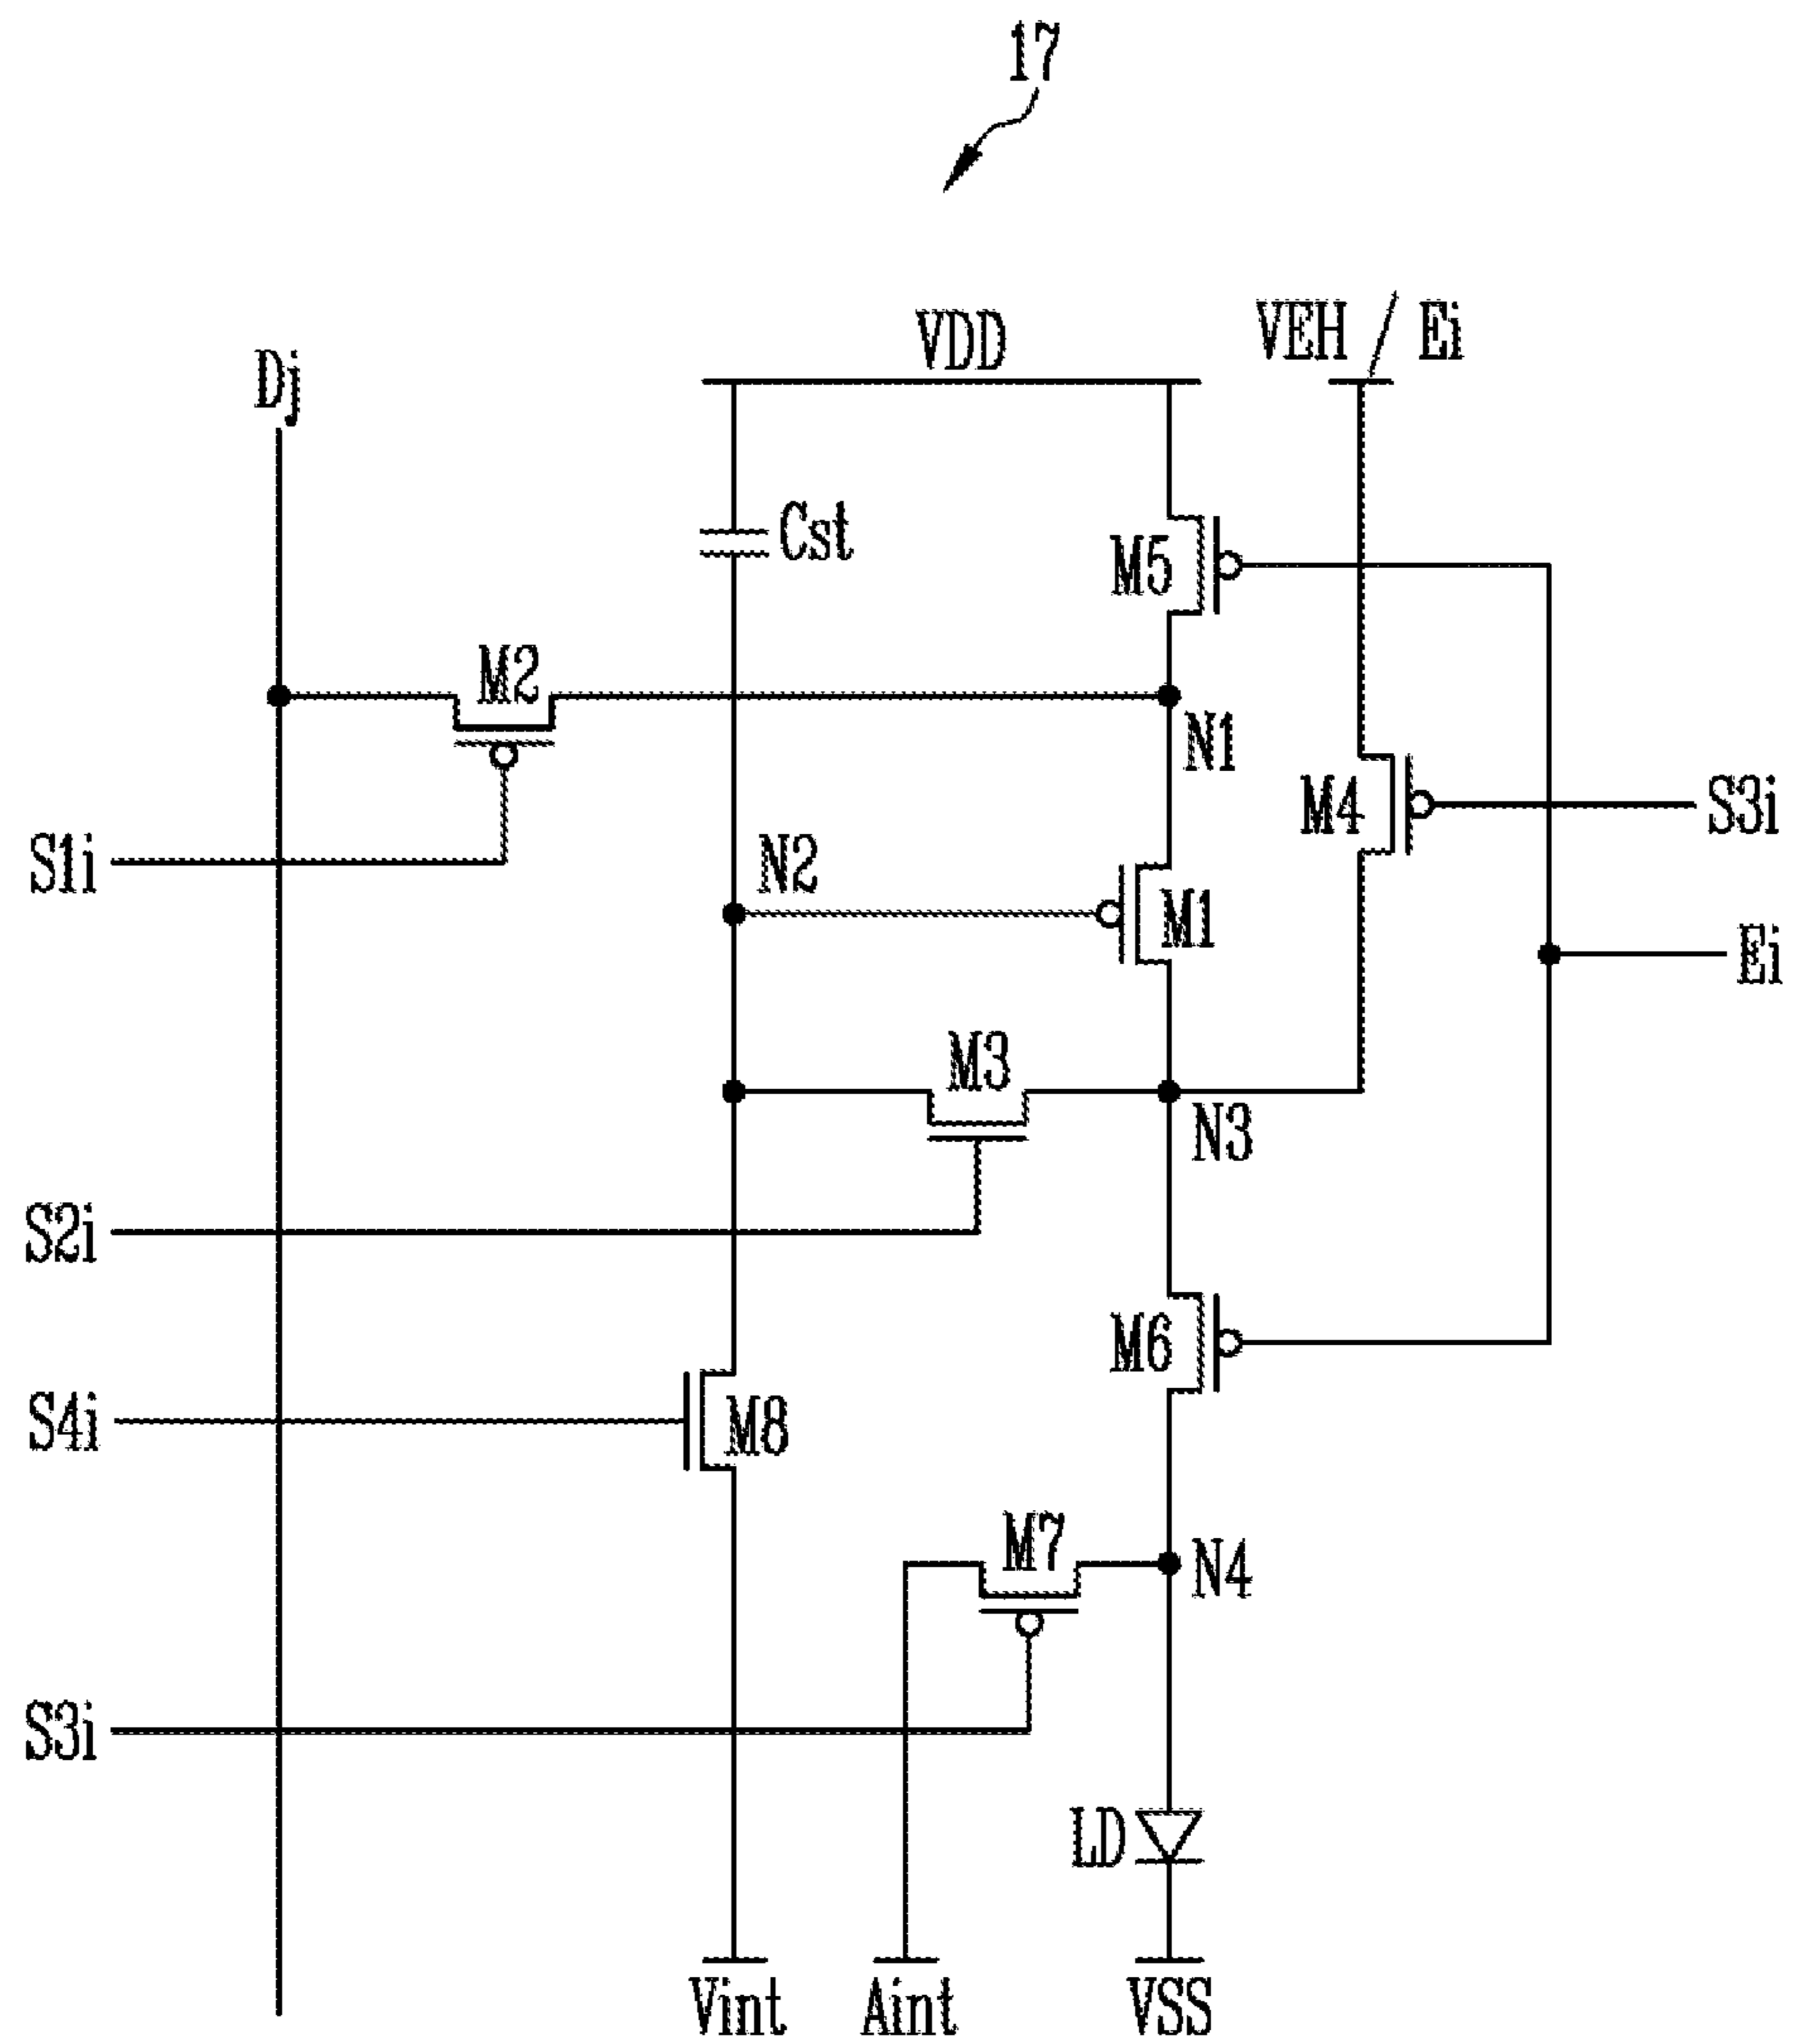 17
VDD
VEH / Ei
Dj
Cst
M5
M2
N1
M4
S3i
S1i
N2
M1
Ei
M3
N3
S2i
M6
S4i
M8
M7
N4
S3i
LD
Vint
Aint
VSS